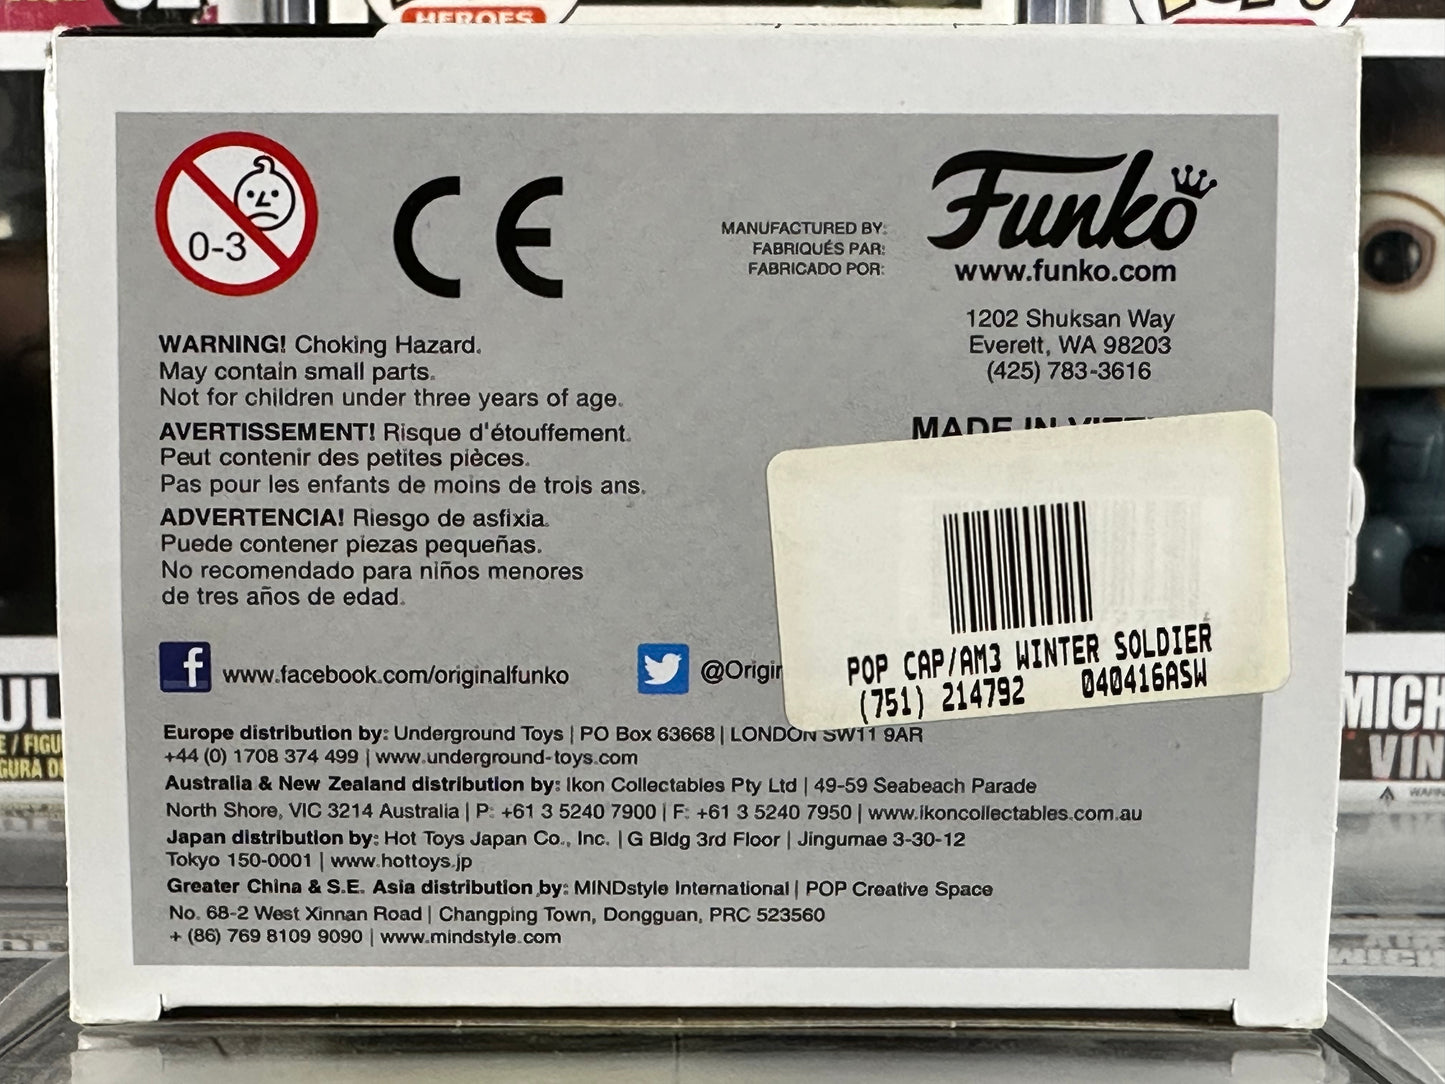 HEROES
0-3
CE
MANUFACTURED BY:
FABRIQUÉS PAR:
FABRICADO POR:
Funko
www.funko.com
1202 Shuksan Way
Everett, WA 98203
(425) 783-3616
MADE IN
WARNING! Choking Hazard.
May contain small parts.
Not for children under three years of age.
AVERTISSEMENT! Risque d'étouffement.
Peut contenir des petites pièces.
Pas pour les enfants de moins de trois ans.
ADVERTENCIA! Riesgo de asfixia.
Puede contener piezas pequeñas.
No recomendado para niños menores
de tres años de edad.
f www.facebook.com/originalfunko
@Origin
POP CAP/AM3 WINTER SOLDIER
(751) 214792 040416ASW
Europe distribution by: Underground Toys | PO Box 63668 | LONDON SW11 9AR
+44 (0) 1708 374 499 | www.underground-toys.com
Australia & New Zealand distribution by: Ikon Collectables Pty Ltd | 49-59 Seabeach Parade
North Shore, VIC 3214 Australia | P: +61 3 5240 7900 | F: +61 3 5240 7950 | www.ikoncollectables.com.au
Japan distribution by: Hot Toys Japan Co., Inc. | G Bldg 3rd Floor | Jingumae 3-30-12
Tokyo 150-0001 | www.hottoys.jp
Greater China & S.E. Asia distribution by: MINDstyle International | POP Creative Space
No. 68-2 West Xinnan Road | Changping Town, Dongguan, PRC 523560
+ (86) 769 8109 9090 | www.mindstyle.com
MICH
VIN